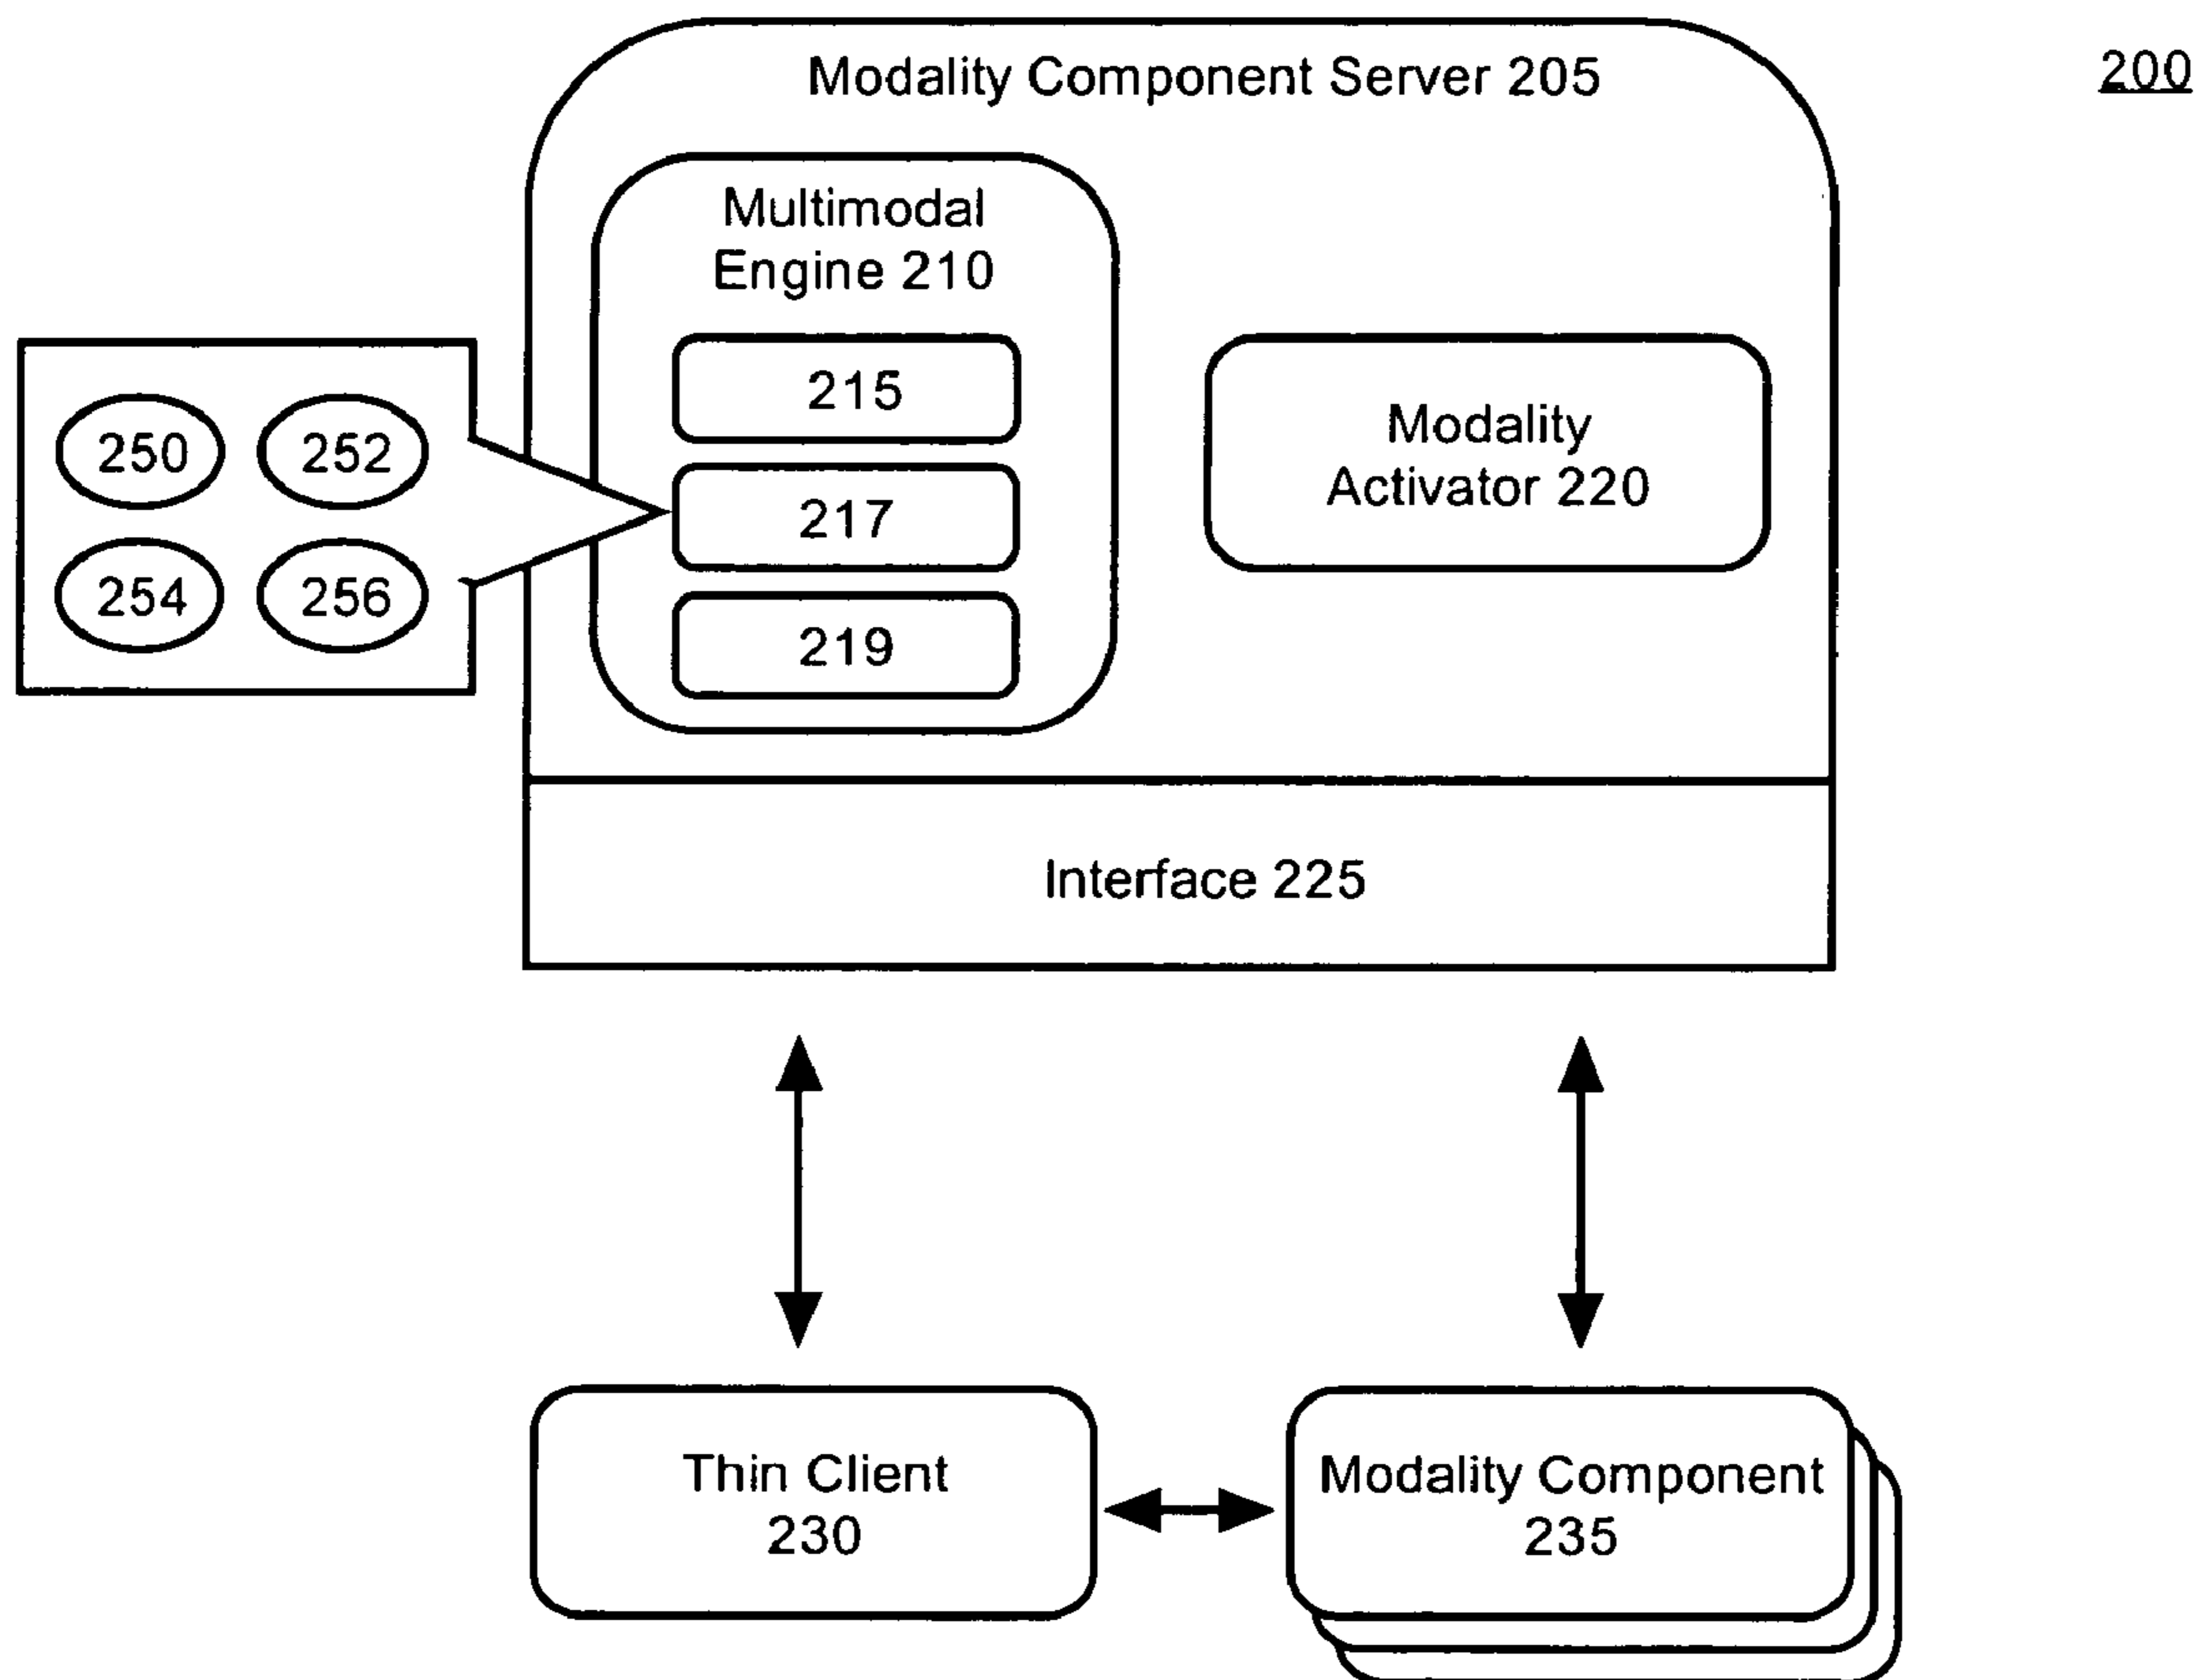 Modality Component Server 205
200
Multimodal
Engine 210
215
217
219
250
252
254
256
Modality
Activator 220
Interface 225
Thin Client
230
Modality Component
235